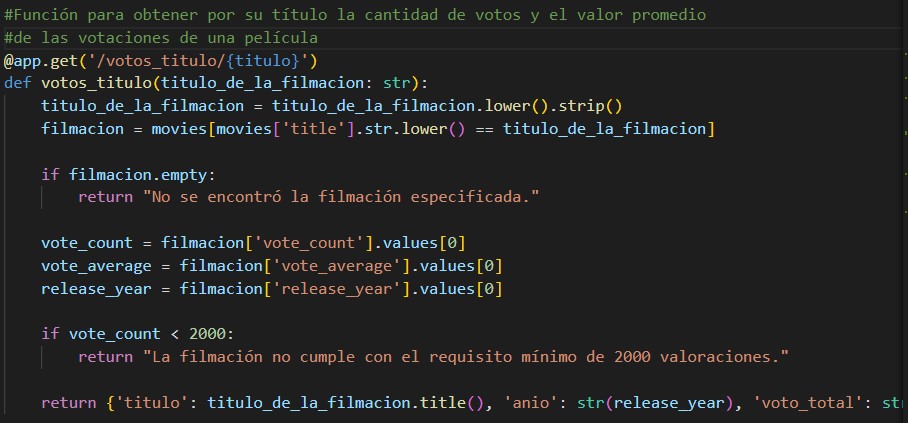 #Función para obtener por su título la cantidad de votos y el valor promedio
#de las votaciones de una película
@app.get('/votos_titulo/{titulo}')
def votos_titulo(titulo_de_la_filmacion: str):
    titulo_de_la_filmacion = titulo_de_la_filmacion.lower().strip()
    filmacion = movies[movies['title'].str.lower() == titulo_de_la_filmacion]
    if filmacion.empty:
        return "No se encontró la filmación especificada."
    vote_count = filmacion['vote_count'].values[0]
    vote_average = filmacion['vote_average'].values[0]
    release_year = filmacion['release_year'].values[0]
    if vote_count < 2000:
        return "La filmación no cumple con el requisito mínimo de 2000 valoraciones."
    return {'titulo': titulo_de_la_filmacion.title(), 'anio': str(release_year), 'voto_total':